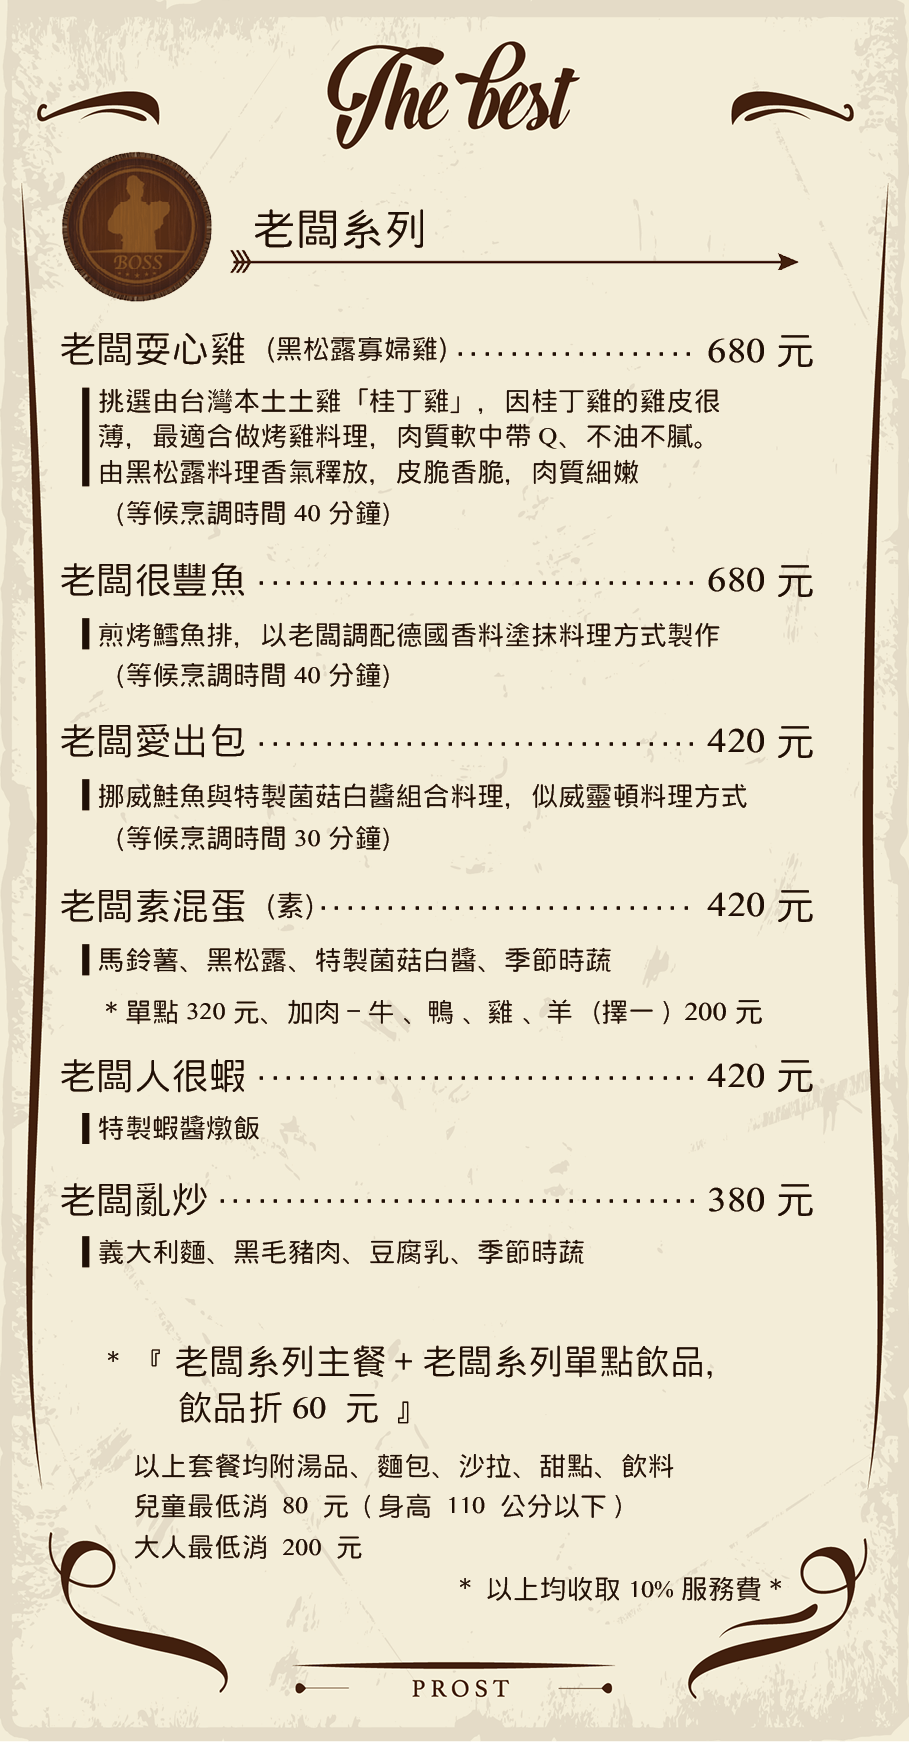 The best
BOSS
老闆系列
老闆耍心雞 (黑松露寡婦雞) 680 元
挑選由台灣本土土雞「桂丁雞」，因桂丁雞的雞皮很
薄，最適合做烤雞料理，肉質軟中帶 Q、不油不膩。
由黑松露料理香氣釋放，皮脆香脆，肉質細嫩
(等候烹調時間 40 分鐘)
老闆很豐魚 680 元
煎烤鱈魚排，以老闆調配德國香料塗抹料理方式製作
(等候烹調時間 40 分鐘)
老闆愛出包 420 元
挪威鮭魚與特製菌菇白醬組合料理，似威靈頓料理方式
(等候烹調時間 30 分鐘)
老闆素混蛋 (素) 420 元
馬鈴薯、黑松露、特製菌菇白醬、季節時蔬
* 單點 320 元、加肉－牛、鴨、雞、羊 (擇一) 200 元
老闆人很蝦 420 元
特製蝦醬燉飯
老闆亂炒 380 元
義大利麵、黑毛豬肉、豆腐乳、季節時蔬
* 『 老闆系列主餐 + 老闆系列單點飲品，
飲品折 60 元 』
以上套餐均附湯品、麵包、沙拉、甜點、飲料
兒童最低消 80 元 ( 身高 110 公分以下 )
大人最低消 200 元
* 以上均收取 10% 服務費 *
PROST